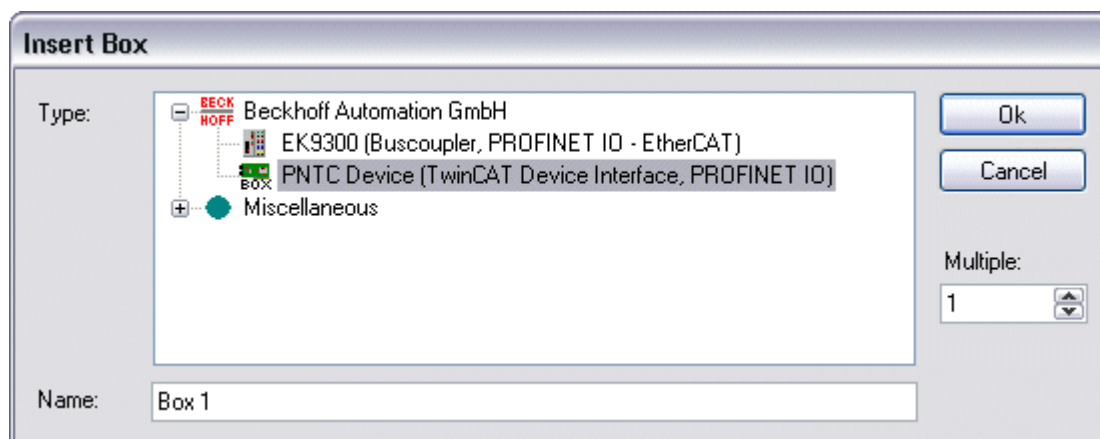 Insert Box
Type:
BECK
HOFF
Beckhoff Automation GmbH
EK9300 (Buscoupler, PROFINET IO - EtherCAT)
BOX
PNTC Device (TwinCAT Device Interface, PROFINET IO)
Miscellaneous
Ok
Cancel
Multiple:
1
Name:
Box 1